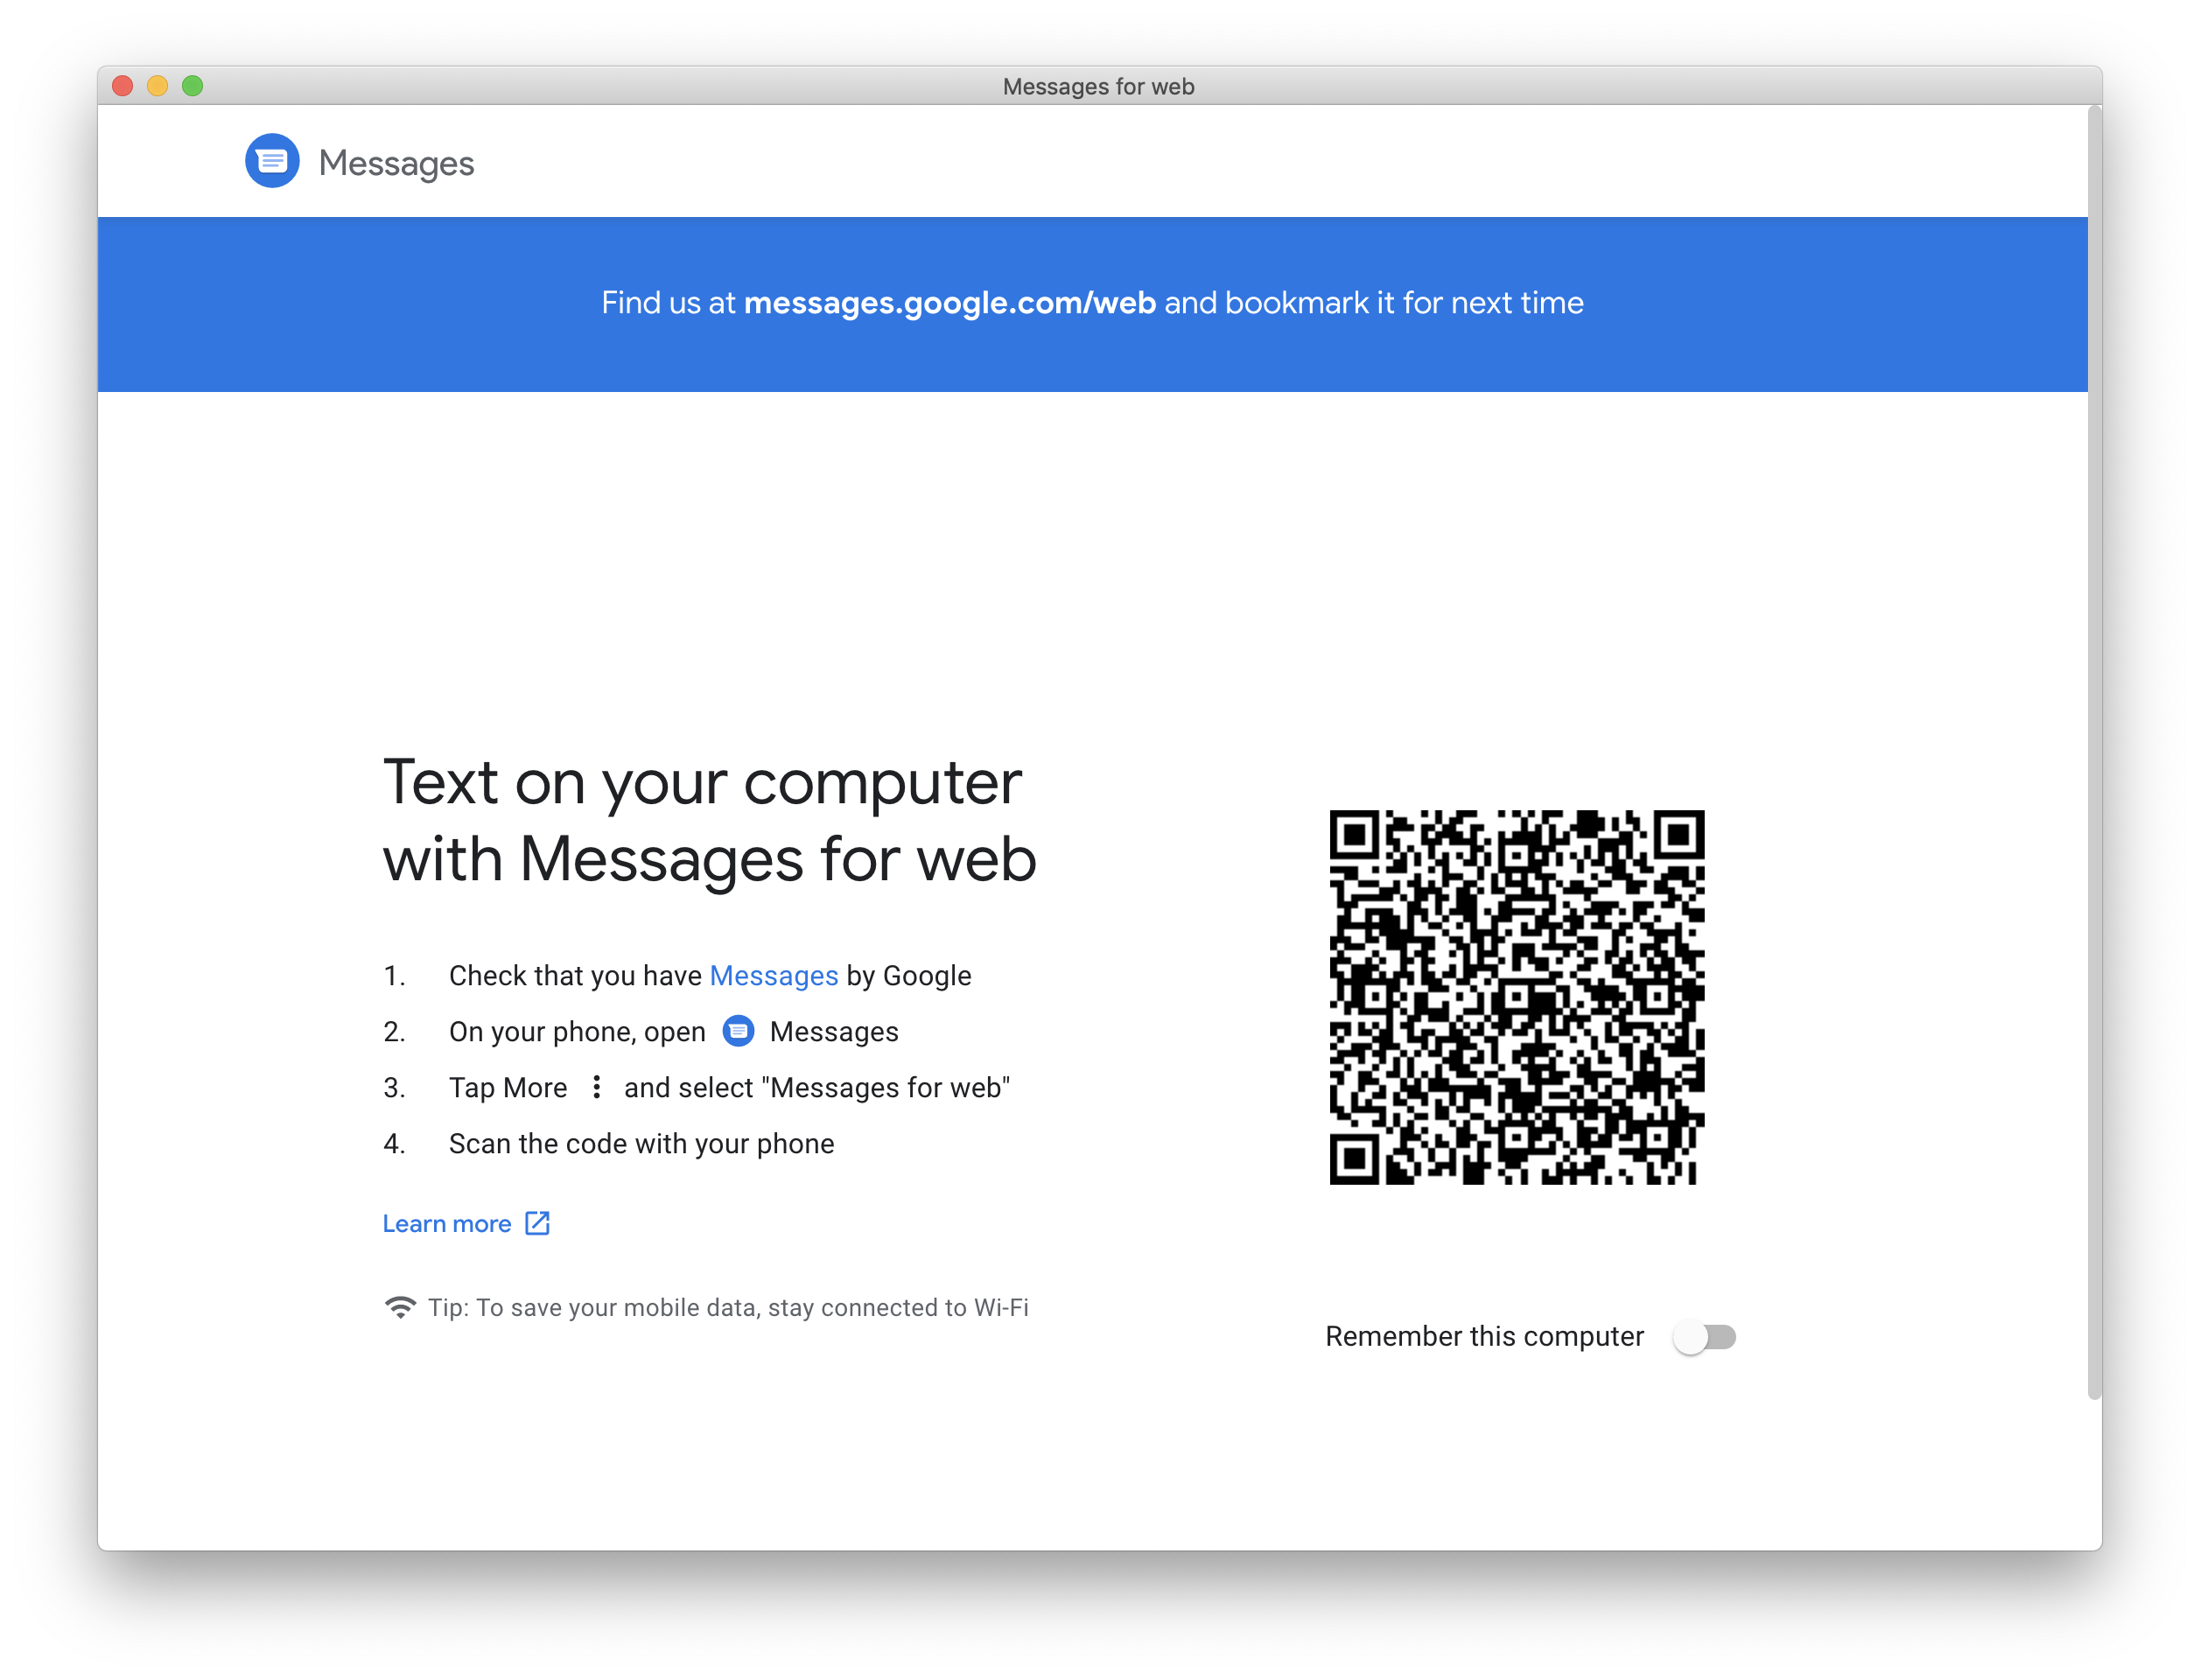 Messages for web
Messages
Find us at messages.google.com/web and bookmark it for next time
Text on your computer
with Messages for web
1. Check that you have Messages by Google
2. On your phone, open Messages
3. Tap More and select "Messages for web"
4. Scan the code with your phone
Learn more
Tip: To save your mobile data, stay connected to Wi-Fi
Remember this computer